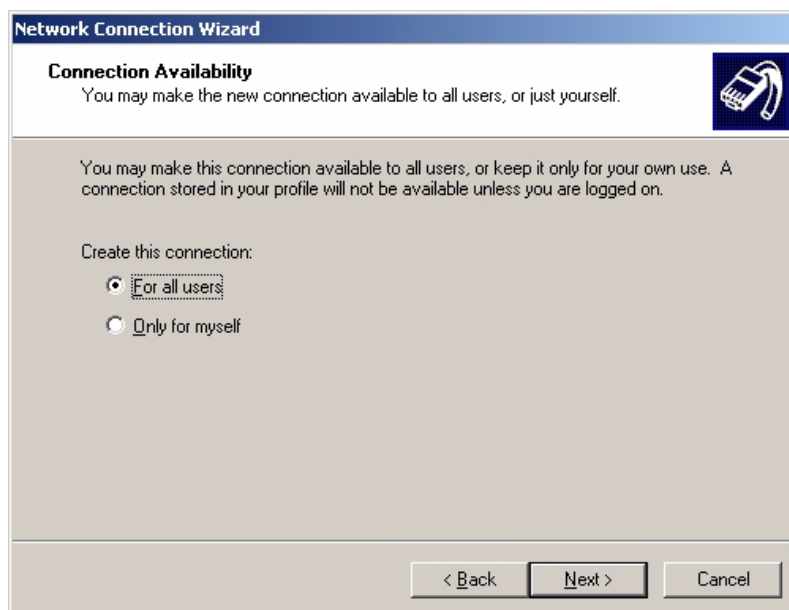 Network Connection Wizard
Connection Availability
You may make the new connection available to all users, or just yourself.
You may make this connection available to all users, or keep it only for your own use.  A
connection stored in your profile will not be available unless you are logged on.
Create this connection:
For all users
Only for myself
< Back
Next >
Cancel